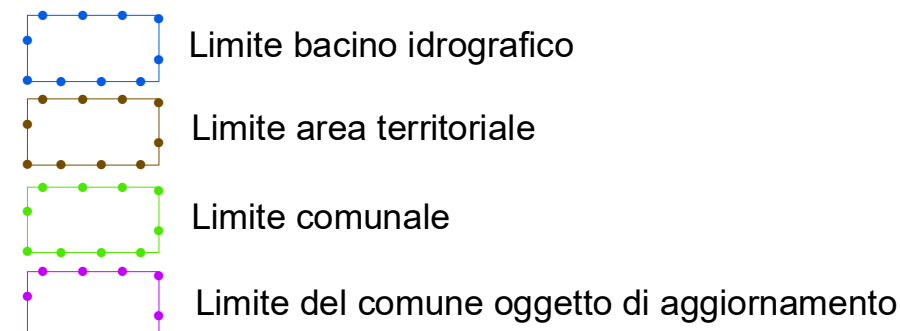 Limite bacino idrografico
Limite area territoriale
Limite comunale
Limite del comune oggetto di aggiornamento